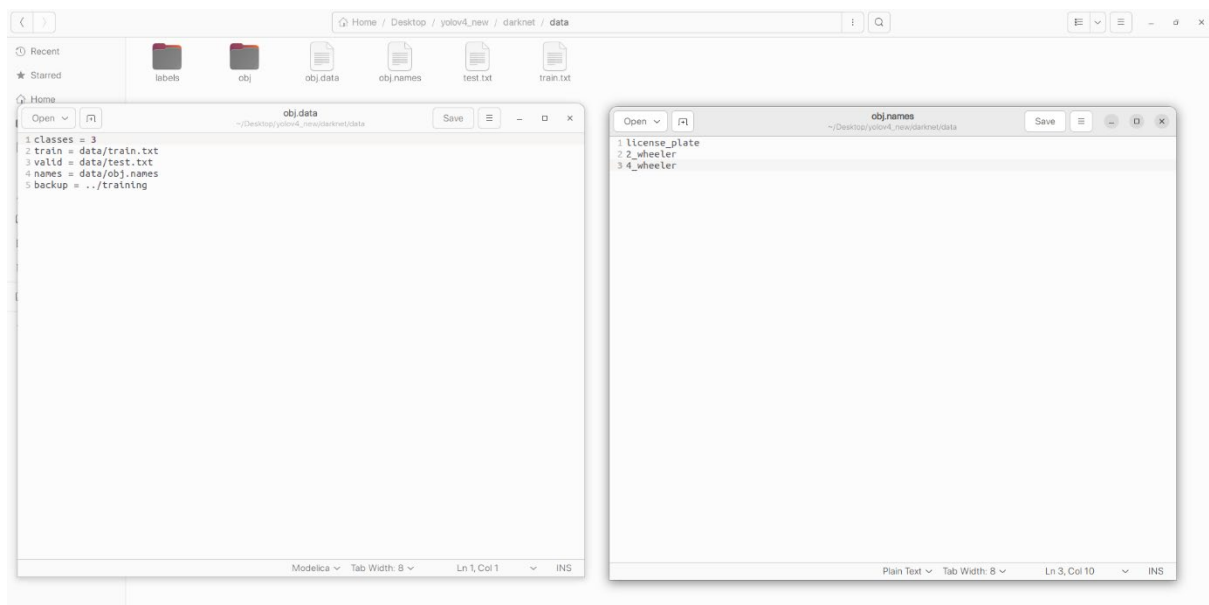 Home / Desktop / yolov4_new / darknet / data
Recent
Starred
Home
labels
obj
obj.data
obj.names
test.txt
train.txt
Open
obj.data
~/Desktop/yolov4_new/darknet/data
Save
1 classes = 3
2 train = data/train.txt
3 valid = data/test.txt
4 names = data/obj.names
5 backup = ../training
Modelica Tab Width: 8 Ln 1, Col 1 INS
Open
obj.names
~/Desktop/yolov4_new/darknet/data
Save
1 license_plate
2 2_wheeler
3 4_wheeler
Plain Text Tab Width: 8 Ln 3, Col 10 INS